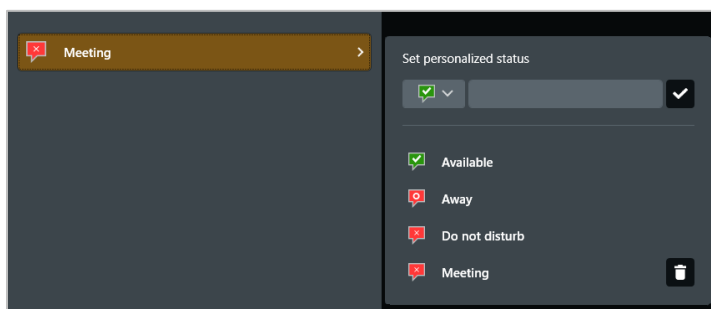 Meeting
Set personalized status
Available
Away
Do not disturb
Meeting